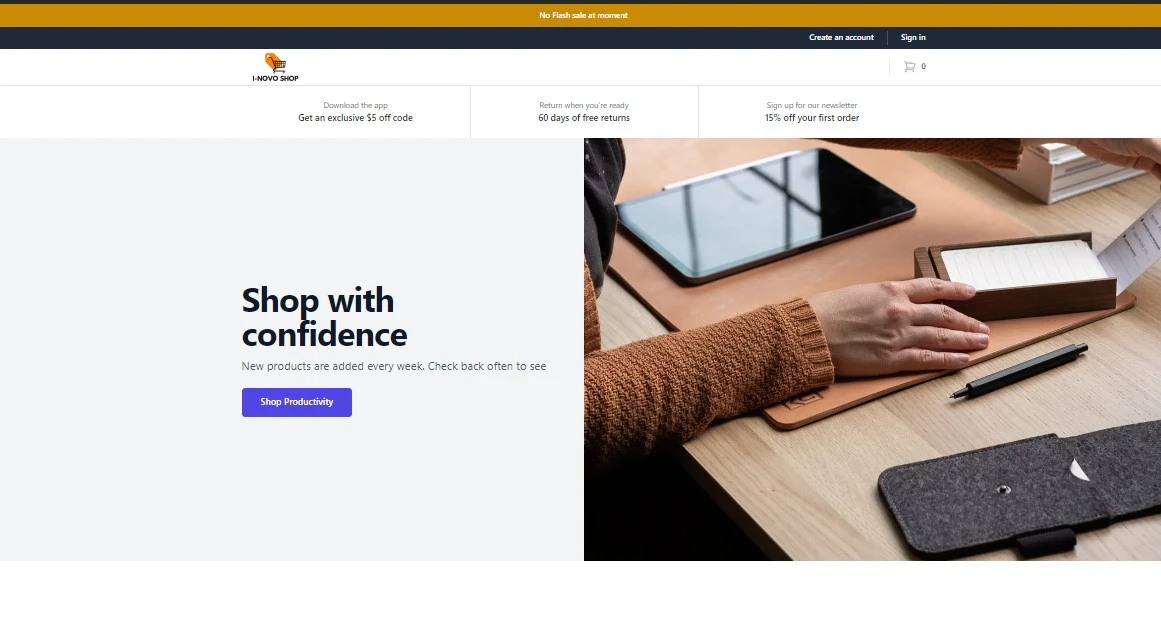 No Flash sale at moment
Create an account
Sign in
I-NOVO SHOP
0
Download the app
Get an exclusive $5 off code
Return when you're ready
60 days of free returns
Sign up for our newsletter
15% off your first order
Shop with
confidence
New products are added every week. Check back often to see
Shop Productivity